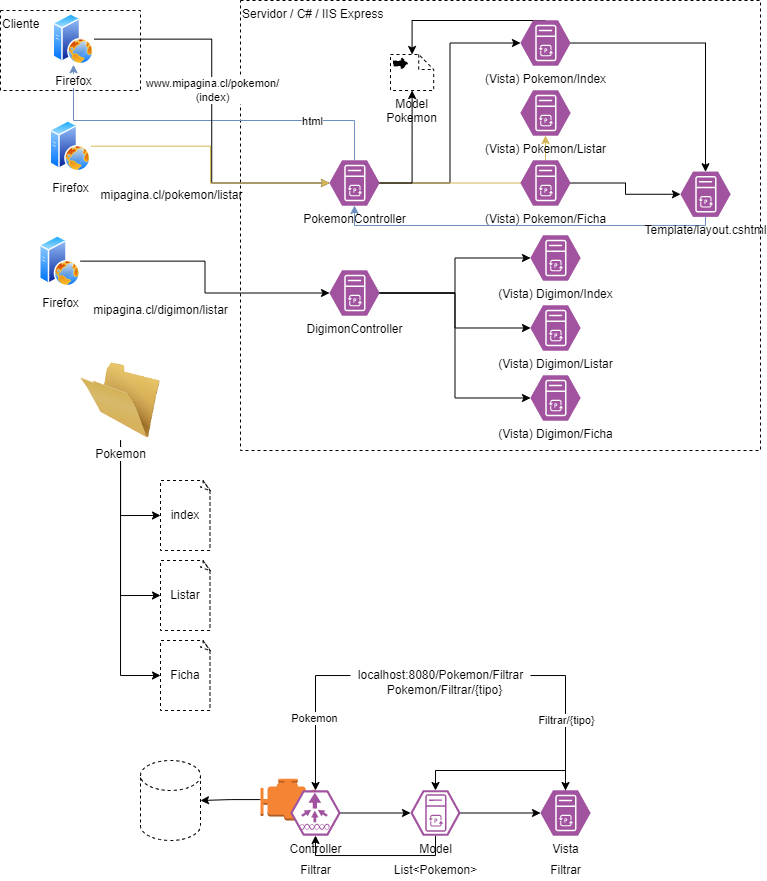 Cliente
Servidor / C# / IIS Express
Firefox
www.mipagina.cl/pokemon/
(index)
Model
Pokemon
(Vista) Pokemon/Index
html
(Vista) Pokemon/Listar
Firefox
mipagina.cl/pokemon/listar
PokemonController
(Vista) Pokemon/Ficha
Template/layout.cshtml
Firefox
mipagina.cl/digimon/listar
DigimonController
(Vista) Digimon/Index
(Vista) Digimon/Listar
(Vista) Digimon/Ficha
Pokemon
index
Listar
Ficha
localhost:8080/Pokemon/Filtrar
Pokemon/Filtrar/{tipo}
Pokemon
Filtrar/{tipo}
Controller
Model
Vista
Filtrar
List<Pokemon>
Filtrar